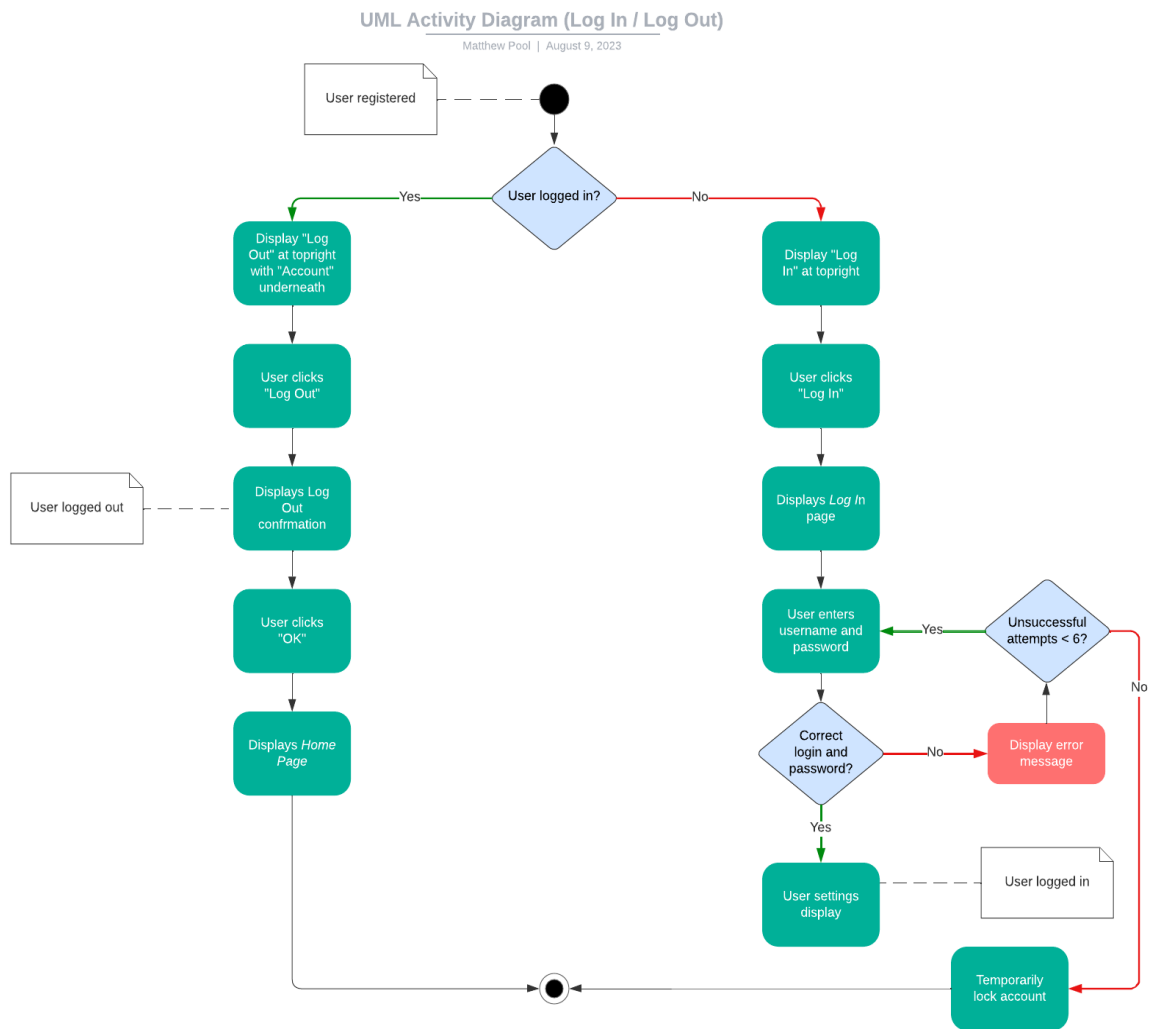 UML Activity Diagram (Log In / Log Out)
Matthew Pool | August 9, 2023
User registered
User logged in?
Yes
No
Display "Log
Out" at topright
with "Account"
underneath
Display "Log
In" at topright
User clicks
"Log Out"
User clicks
"Log In"
User logged out
Displays Log
Out
confrmation
Displays Log In
page
User clicks
"OK"
User enters
username and
password
Yes
Unsuccessful
attempts < 6?
No
Displays Home
Page
Correct
login and
password?
No
Display error
message
Yes
User settings
display
User logged in
Temporarily
lock account